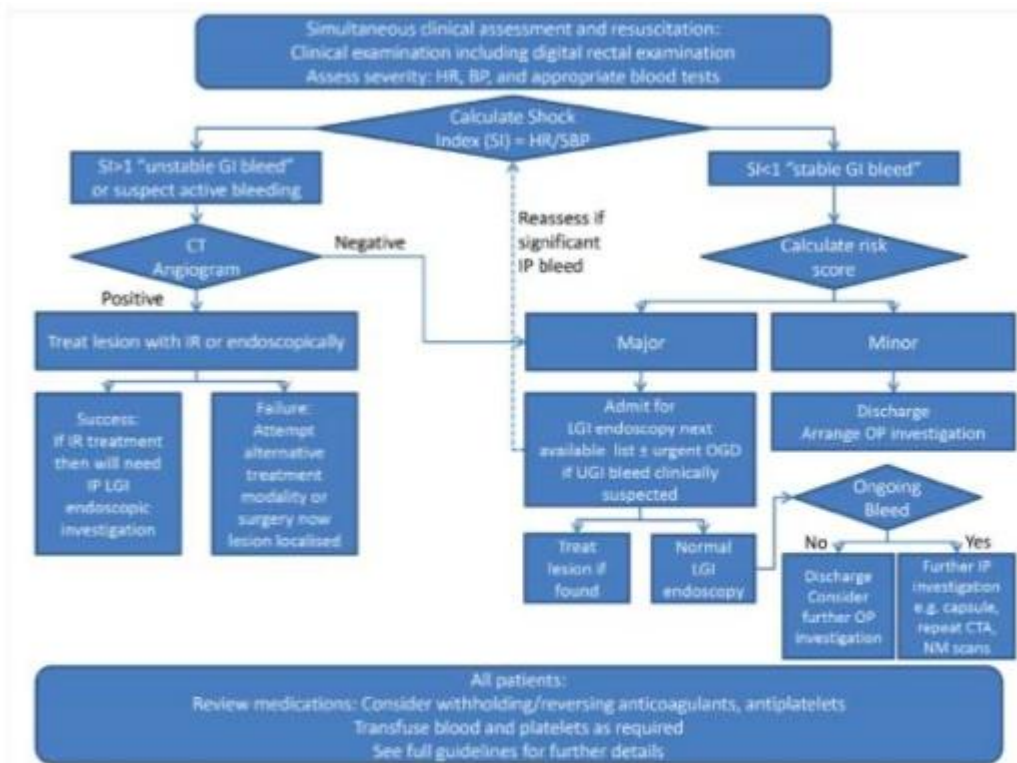 Simultaneous clinical assessment and resuscitation:
Clinical examination including digital rectal examination
Assess severity: HR, BP, and appropriate blood tests
Calculate Shock
Index (SI) = HR/SBP
SI>1 "unstable GI bleed"
or suspect active bleeding
SI<1 "stable GI bleed"
Reassess if
significant
IP bleed
CT
Angiogram
Negative
Positive
Calculate risk
score
Treat lesion with IR or endoscopically
Major
Minor
Success:
If IR treatment
then will need
IP LGI
endoscopic
investigation
Failure:
Attempt
alternative
treatment
modality or
surgery now
lesion localised
Admit for
LGI endoscopy next
available list ± urgent OGD
if UGI bleed clinically
suspected
Discharge
Arrange OP investigation
Ongoing
Bleed
No
Yes
Treat
lesion if
found
Normal
LGI
endoscopy
Discharge
Consider
further OP
investigation
Further IP
investigation
e.g. capsule,
repeat CTA,
NM scans
All patients:
Review medications: Consider withholding/reversing anticoagulants, antiplatelets
Transfuse blood and platelets as required
See full guidelines for further details